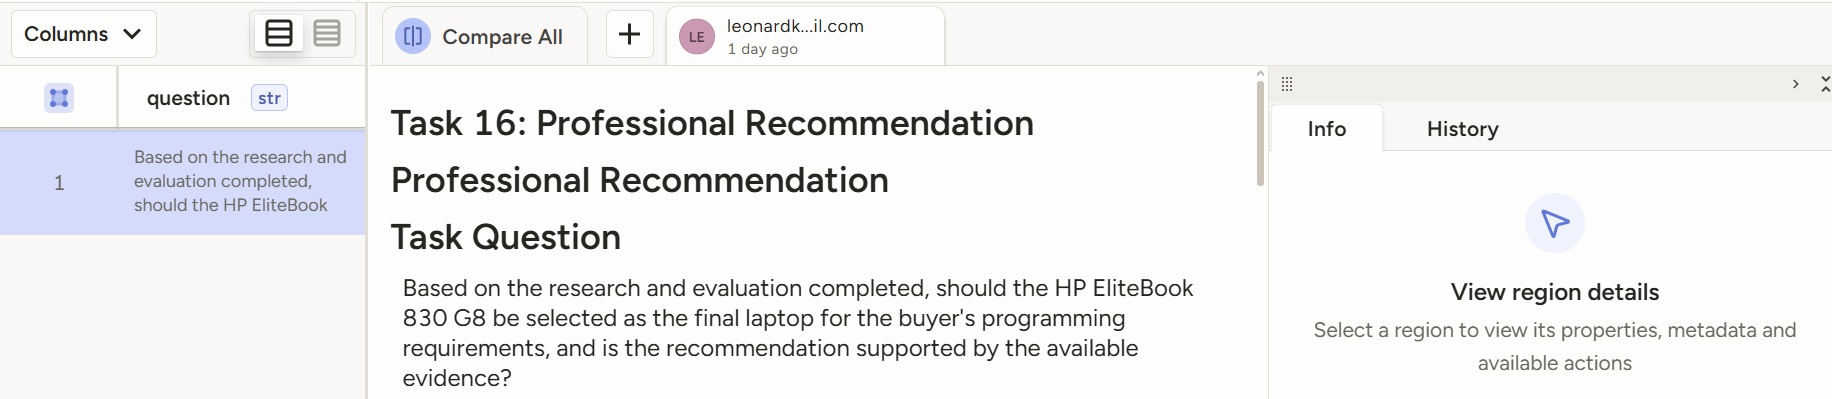 Columns
Compare All
LE
leonardk...il.com
1 day ago
question
str
1
Based on the research and
evaluation completed,
should the HP EliteBook
Task 16: Professional Recommendation
Professional Recommendation
Task Question
Based on the research and evaluation completed, should the HP EliteBook
830 G8 be selected as the final laptop for the buyer's programming
requirements, and is the recommendation supported by the available
evidence?
Info
History
View region details
Select a region to view its properties, metadata and
available actions